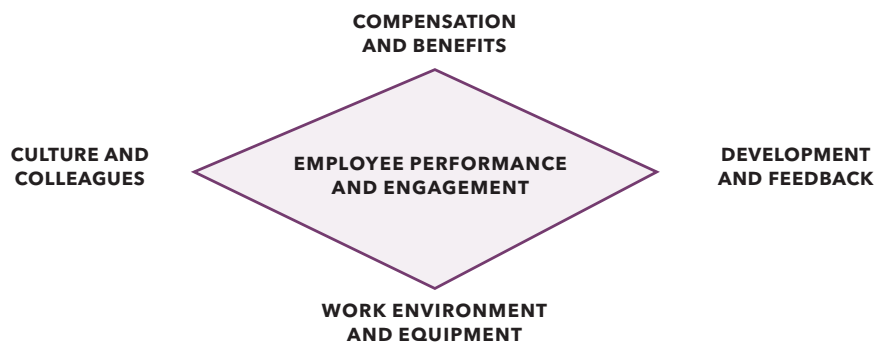 COMPENSATION
AND BENEFITS
CULTURE AND
COLLEAGUES
EMPLOYEE PERFORMANCE
AND ENGAGEMENT
DEVELOPMENT
AND FEEDBACK
WORK ENVIRONMENT
AND EQUIPMENT